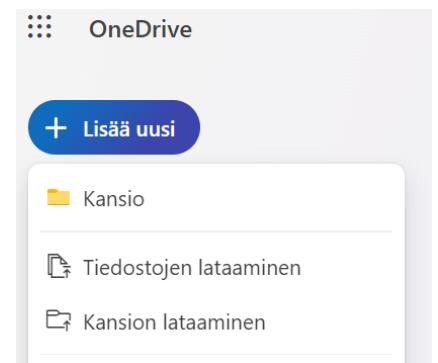 OneDrive
Lisää uusi
Kansio
Tiedostojen lataaminen
Kansion lataaminen